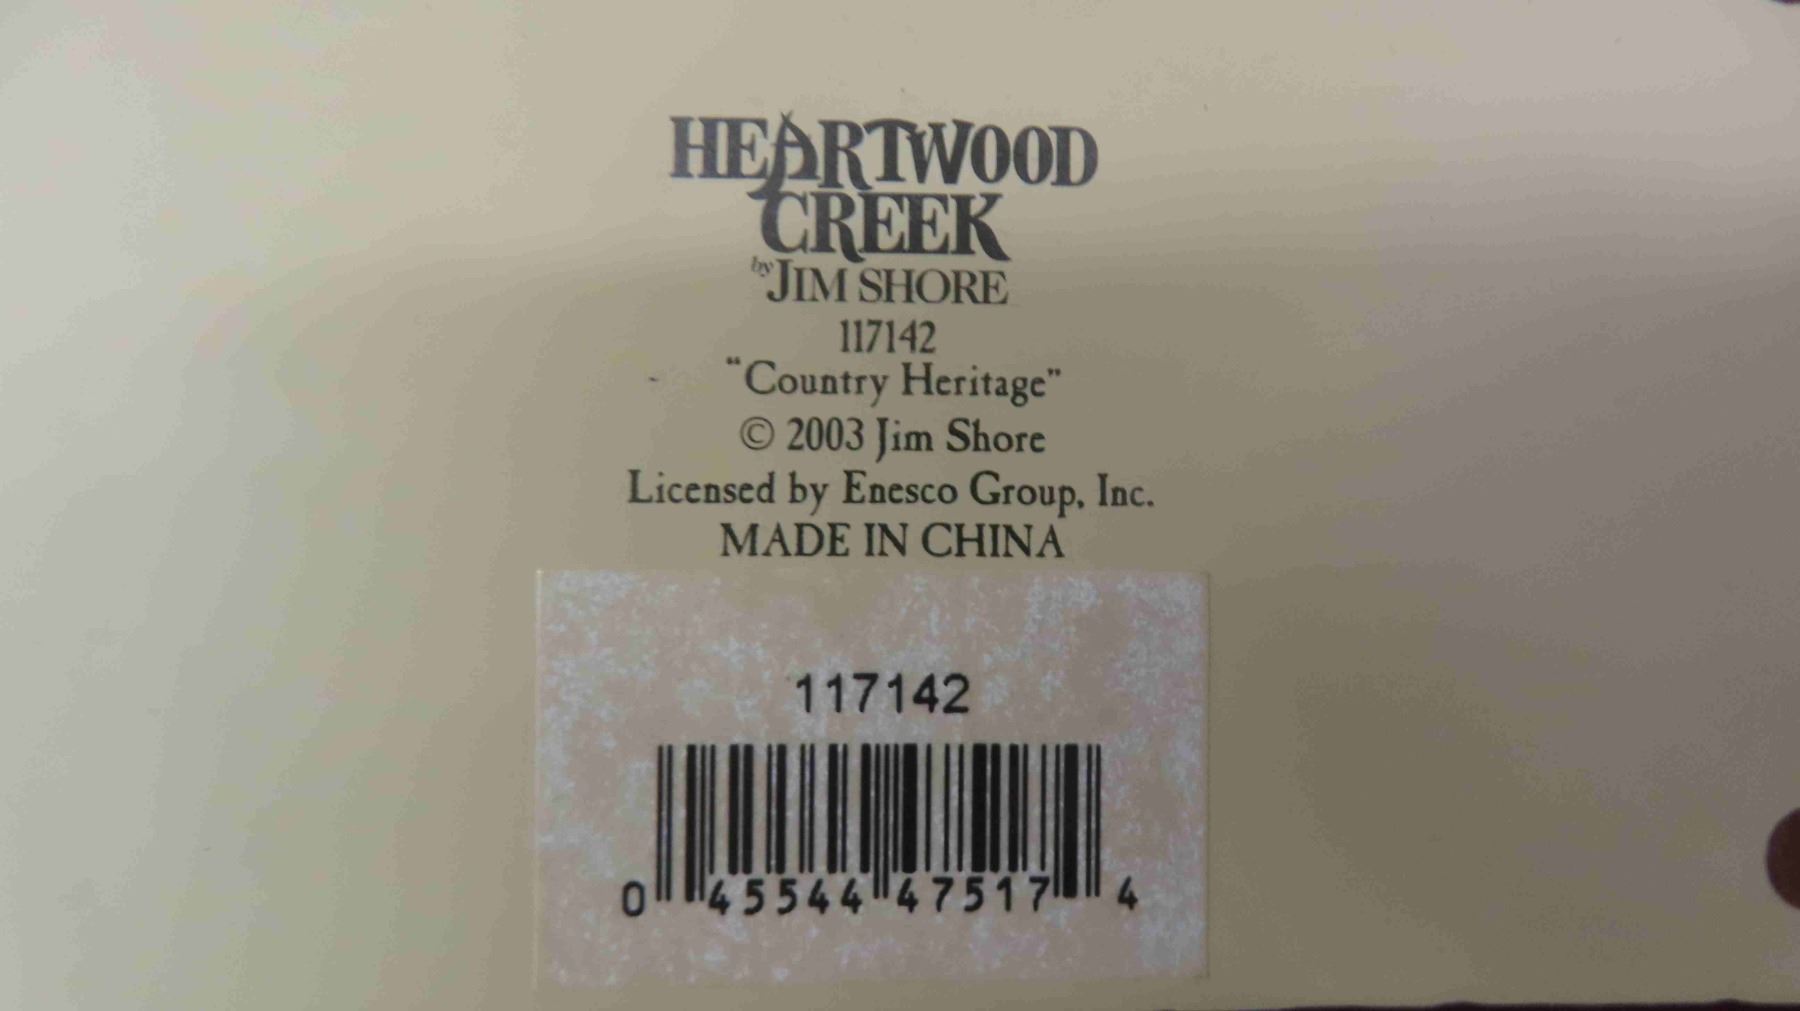 HEARTWOOD
CREEK
by JIM SHORE
117142
“Country Heritage”
© 2003 Jim Shore
Licensed by Enesco Group, Inc.
MADE IN CHINA
117142
0 45544 47517 4